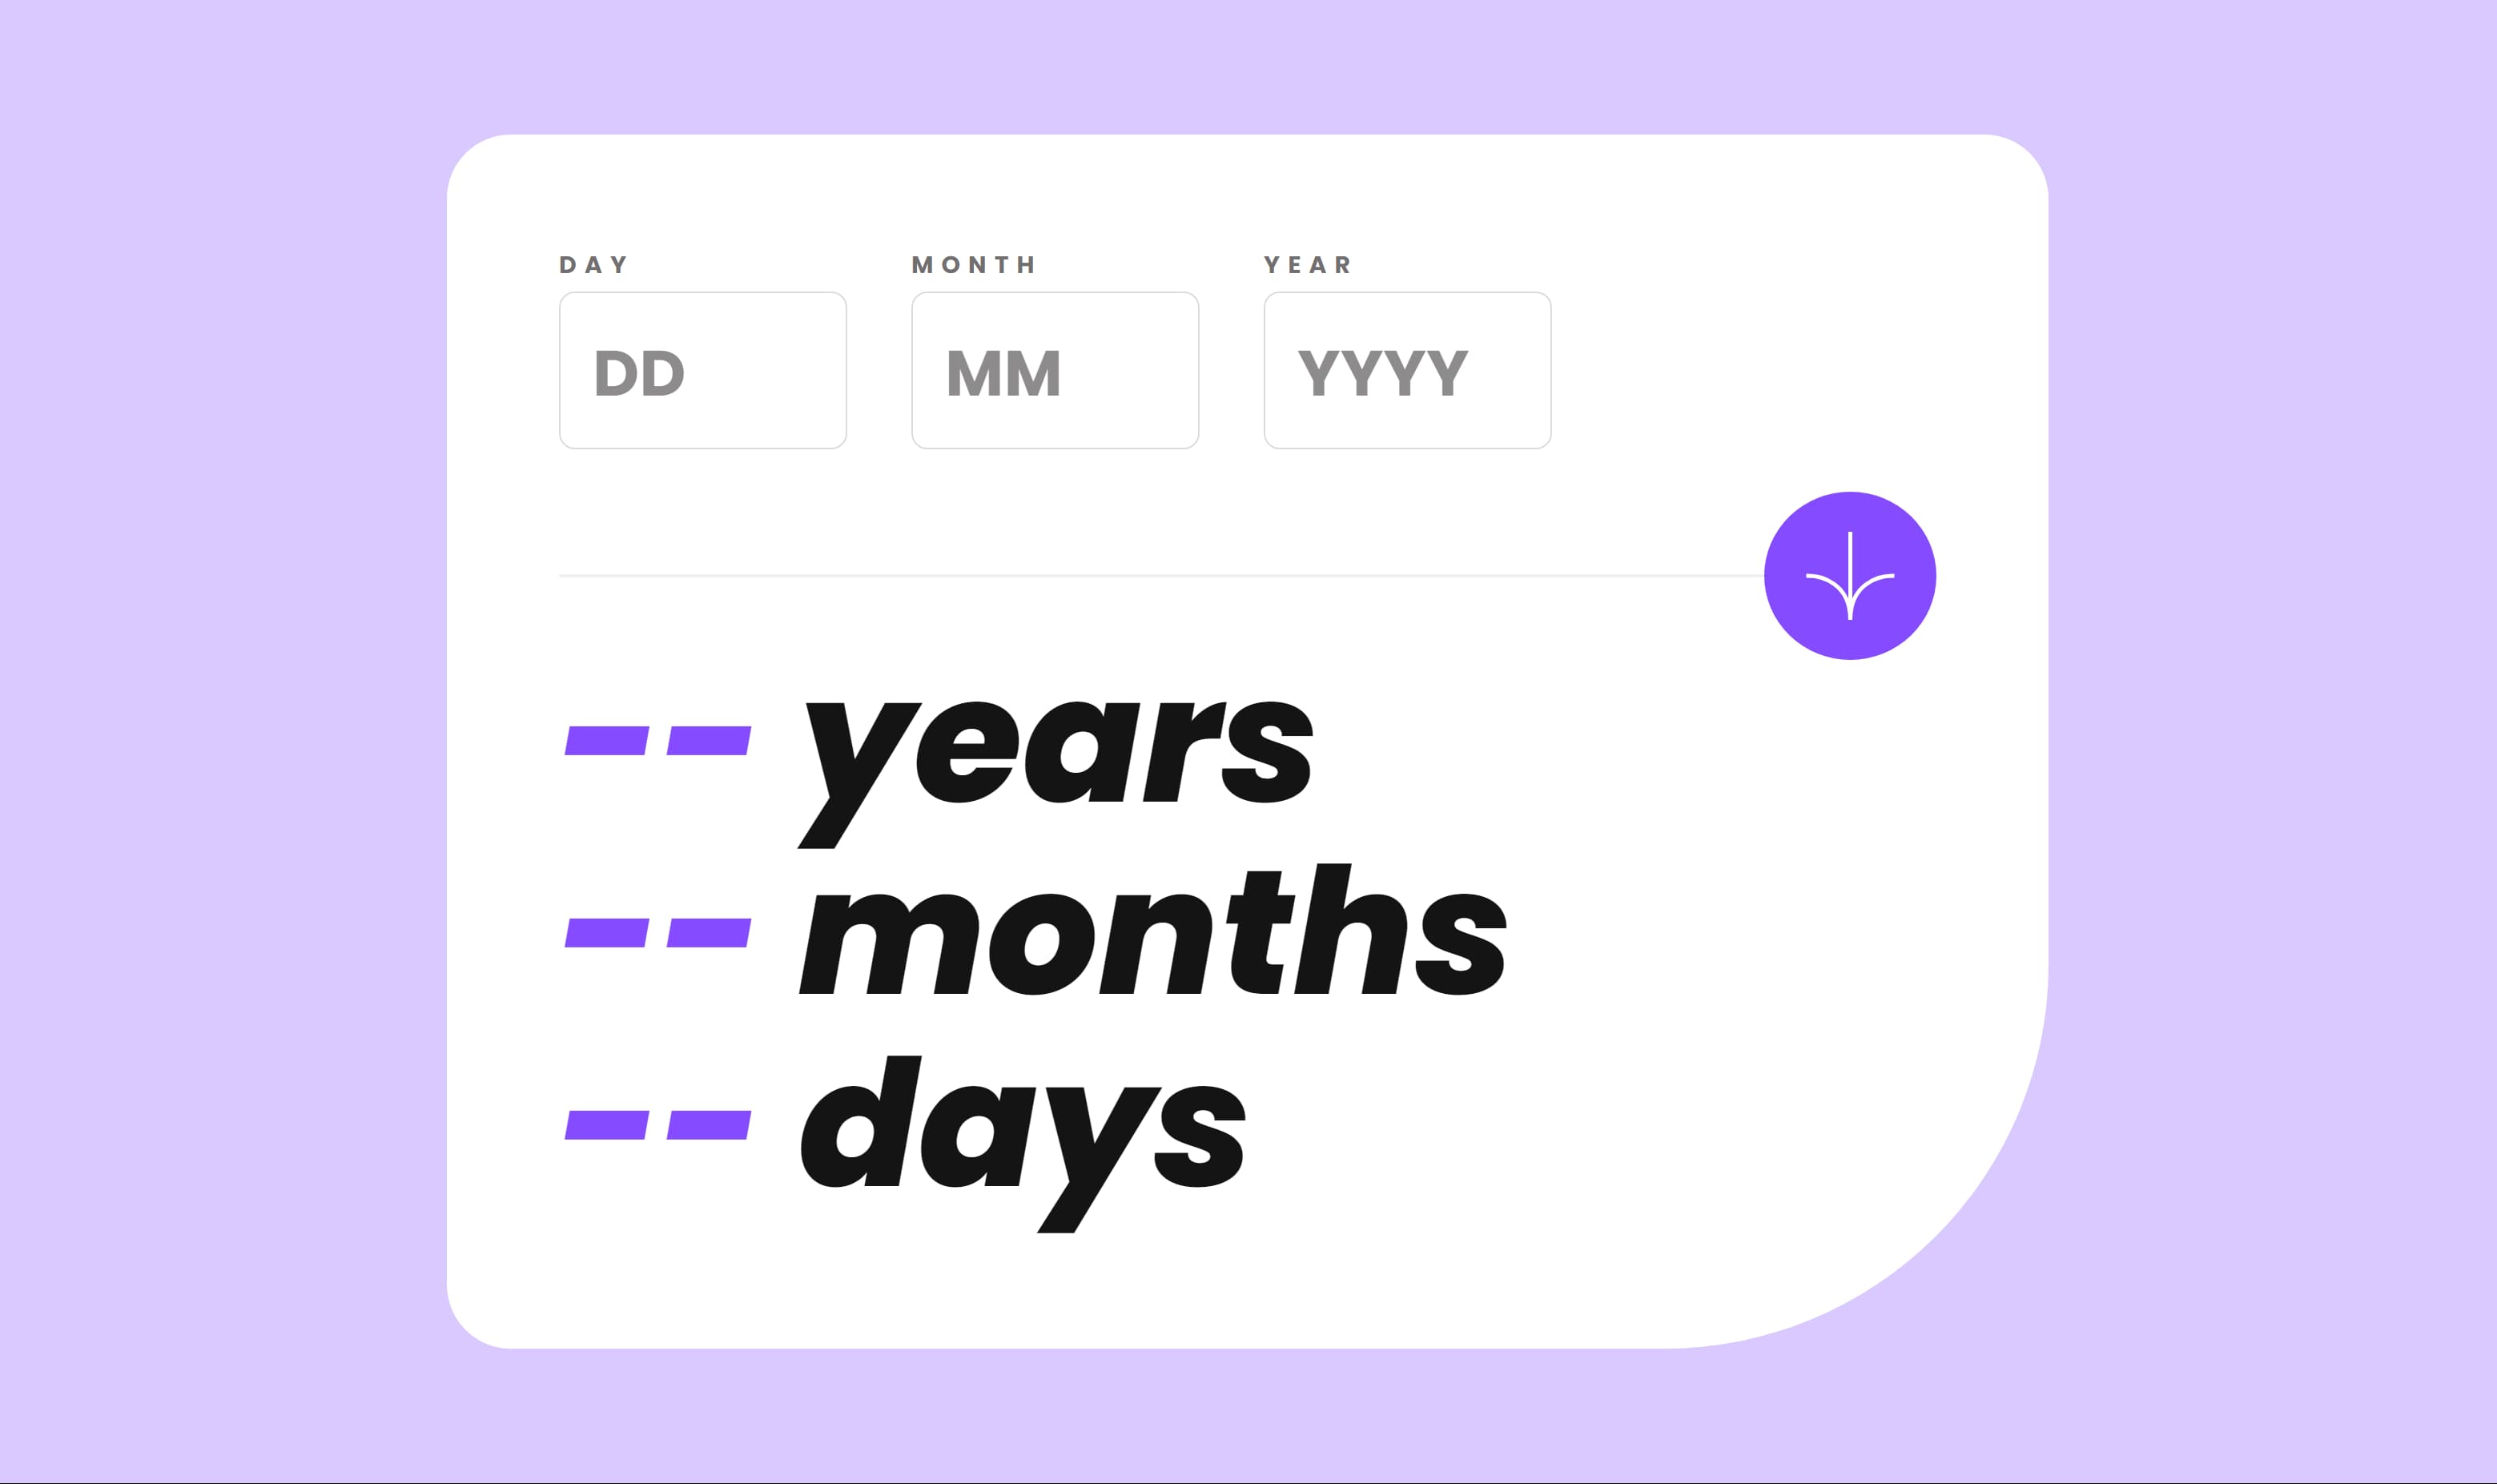 DAY MONTH YEAR
DD MM YYYY
-- years
-- months
-- days